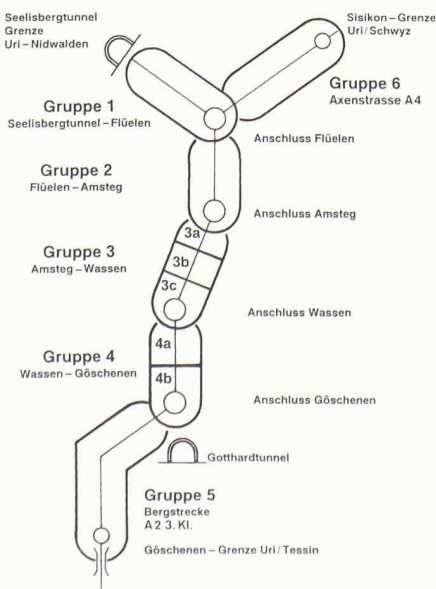 Seelisbergtunnel
Grenze
Uri – Nidwalden
Sisikon – Grenze
Uri/Schwyz
Gruppe 6
Axenstrasse A4
Gruppe 1
Seelisbergtunnel – Flüelen
Anschluss Flüelen
Gruppe 2
Flüelen – Amsteg
Anschluss Amsteg
3a
Gruppe 3
Amsteg – Wassen
3b
3c
Anschluss Wassen
4a
Gruppe 4
Wassen – Göschenen
4b
Anschluss Göschenen
Gotthardtunnel
Gruppe 5
Bergstrecke
A 2 3. Kl.
Göschenen – Grenze Uri/Tessin